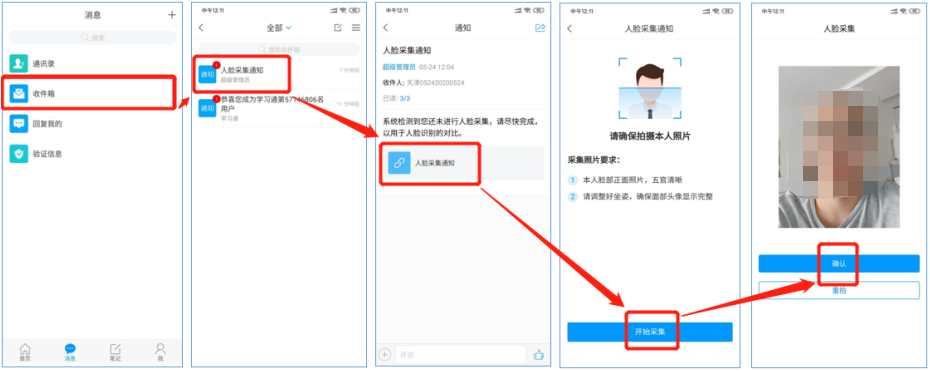 消息
搜索
通讯录
收件箱
回复我的
验证信息
首页
消息
笔记
我
中午12:11
全部
搜索收件箱
通知
人脸采集通知
7 分钟前
超级管理员
通知
恭喜您成为学习通第57146806名
用户
11 分钟前
学习通
中午12:11
通知
人脸采集通知
超级管理员 05-24 12:04
收件人: 天津052420200524
已读: 3/3
系统检测到您还未进行人脸采集，请尽快完成，
以用于人脸识别的对比。
人脸采集通知
评论
中午12:11
人脸采集通知
请确保拍摄本人照片
采集照片要求：
1 本人脸部正面照片，五官清晰
2 请调整好坐姿，确保面部头像显示完整
开始采集
中午12:11
人脸采集
确认
重拍